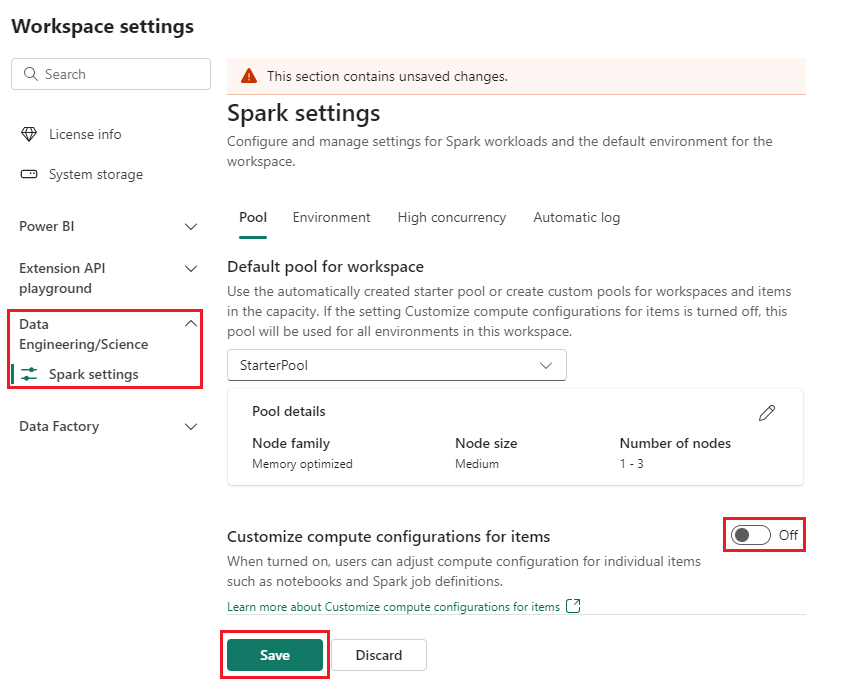 Workspace settings
Search
License info
System storage
Power BI
Extension API
playground
Data
Engineering/Science
Spark settings
Data Factory
This section contains unsaved changes.
Spark settings
Configure and manage settings for Spark workloads and the default environment for the
workspace.
Pool Environment High concurrency Automatic log
Default pool for workspace
Use the automatically created starter pool or create custom pools for workspaces and items
in the capacity. If the setting Customize compute configurations for items is turned off, this
pool will be used for all environments in this workspace.
StarterPool
Pool details
Node family Node size Number of nodes
Memory optimized Medium 1 - 3
Customize compute configurations for items
Off
When turned on, users can adjust compute configuration for individual items
such as notebooks and Spark job definitions.
Learn more about Customize compute configurations for items
Save Discard